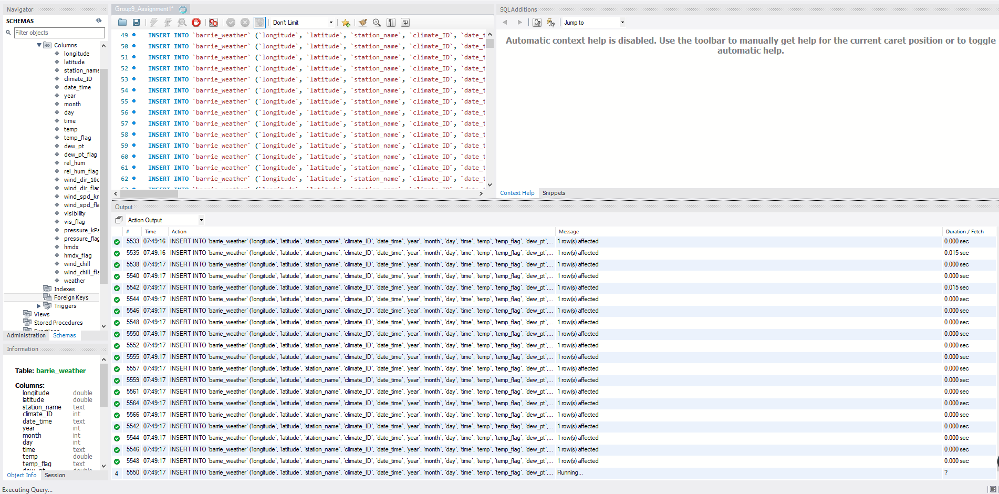 Navigator
SCHEMAS
Filter objects
Columns
longitude
latitude
station_name
climate_ID
date_time
year
month
day
time
temp
temp_flag
dew_pt
dew_pt_flag
rel_hum
rel_hum_flag
wind_dir_10d
wind_dir_flag
wind_spd_kn
wind_spd_fla
visibility
vis_flag
pressure_kPa
pressure_flag
hmdx
hmdx_flag
wind_chill
wind_chill_fla
weather
Indexes
Foreign Keys
Triggers
Views
Stored Procedures
Administration Schemas
Information
Table: barrie_weather
Columns:
longitude double
latitude double
station_name text
climate_ID int
date_time text
year int
month int
day int
time text
temp double
temp_flag text
Object Info Session
Executing Query...
Group9_Assignment1*
Don't Limit
49 INSERT INTO `barrie_weather` (`longitude`, `latitude`, `station_name`, `climate_ID`, `date_t
50 INSERT INTO `barrie_weather` (`longitude`, `latitude`, `station_name`, `climate_ID`, `date_t
51 INSERT INTO `barrie_weather` (`longitude`, `latitude`, `station_name`, `climate_ID`, `date_t
52 INSERT INTO `barrie_weather` (`longitude`, `latitude`, `station_name`, `climate_ID`, `date_t
53 INSERT INTO `barrie_weather` (`longitude`, `latitude`, `station_name`, `climate_ID`, `date_t
54 INSERT INTO `barrie_weather` (`longitude`, `latitude`, `station_name`, `climate_ID`, `date_t
55 INSERT INTO `barrie_weather` (`longitude`, `latitude`, `station_name`, `climate_ID`, `date_t
56 INSERT INTO `barrie_weather` (`longitude`, `latitude`, `station_name`, `climate_ID`, `date_t
57 INSERT INTO `barrie_weather` (`longitude`, `latitude`, `station_name`, `climate_ID`, `date_t
58 INSERT INTO `barrie_weather` (`longitude`, `latitude`, `station_name`, `climate_ID`, `date_t
59 INSERT INTO `barrie_weather` (`longitude`, `latitude`, `station_name`, `climate_ID`, `date_t
60 INSERT INTO `barrie_weather` (`longitude`, `latitude`, `station_name`, `climate_ID`, `date_t
61 INSERT INTO `barrie_weather` (`longitude`, `latitude`, `station_name`, `climate_ID`, `date_t
62 INSERT INTO `barrie_weather` (`longitude`, `latitude`, `station_name`, `climate_ID`, `date_t
SQLAdditions
Jump to
Automatic context help is disabled. Use the toolbar to manually get help for the current caret position or to toggle
automatic help.
Context Help Snippets
Output
Action Output
# Time Action Message Duration / Fetch
5533 07:49:16 INSERT INTO `barrie_weather` (`longitude`, `latitude`, `station_name`, `climate_ID`, `date_time`, `year`, `month`, `day`, `time`, `temp`, `temp_flag`, `dew_pt`,... 1 row(s) affected 0.000 sec
5535 07:49:16 INSERT INTO `barrie_weather` (`longitude`, `latitude`, `station_name`, `climate_ID`, `date_time`, `year`, `month`, `day`, `time`, `temp`, `temp_flag`, `dew_pt`,... 1 row(s) affected 0.015 sec
5538 07:49:17 INSERT INTO `barrie_weather` (`longitude`, `latitude`, `station_name`, `climate_ID`, `date_time`, `year`, `month`, `day`, `time`, `temp`, `temp_flag`, `dew_pt`,... 1 row(s) affected 0.000 sec
5540 07:49:17 INSERT INTO `barrie_weather` (`longitude`, `latitude`, `station_name`, `climate_ID`, `date_time`, `year`, `month`, `day`, `time`, `temp`, `temp_flag`, `dew_pt`,... 1 row(s) affected 0.000 sec
5542 07:49:17 INSERT INTO `barrie_weather` (`longitude`, `latitude`, `station_name`, `climate_ID`, `date_time`, `year`, `month`, `day`, `time`, `temp`, `temp_flag`, `dew_pt`,... 1 row(s) affected 0.015 sec
5544 07:49:17 INSERT INTO `barrie_weather` (`longitude`, `latitude`, `station_name`, `climate_ID`, `date_time`, `year`, `month`, `day`, `time`, `temp`, `temp_flag`, `dew_pt`,... 1 row(s) affected 0.000 sec
5546 07:49:17 INSERT INTO `barrie_weather` (`longitude`, `latitude`, `station_name`, `climate_ID`, `date_time`, `year`, `month`, `day`, `time`, `temp`, `temp_flag`, `dew_pt`,... 1 row(s) affected 0.000 sec
5548 07:49:17 INSERT INTO `barrie_weather` (`longitude`, `latitude`, `station_name`, `climate_ID`, `date_time`, `year`, `month`, `day`, `time`, `temp`, `temp_flag`, `dew_pt`,... 1 row(s) affected 0.000 sec
5550 07:49:17 INSERT INTO `barrie_weather` (`longitude`, `latitude`, `station_name`, `climate_ID`, `date_time`, `year`, `month`, `day`, `time`, `temp`, `temp_flag`, `dew_pt`,... 1 row(s) affected 0.000 sec
5552 07:49:17 INSERT INTO `barrie_weather` (`longitude`, `latitude`, `station_name`, `climate_ID`, `date_time`, `year`, `month`, `day`, `time`, `temp`, `temp_flag`, `dew_pt`,... 1 row(s) affected 0.000 sec
5555 07:49:17 INSERT INTO `barrie_weather` (`longitude`, `latitude`, `station_name`, `climate_ID`, `date_time`, `year`, `month`, `day`, `time`, `temp`, `temp_flag`, `dew_pt`,... 1 row(s) affected 0.000 sec
5557 07:49:17 INSERT INTO `barrie_weather` (`longitude`, `latitude`, `station_name`, `climate_ID`, `date_time`, `year`, `month`, `day`, `time`, `temp`, `temp_flag`, `dew_pt`,... 1 row(s) affected 0.000 sec
5559 07:49:17 INSERT INTO `barrie_weather` (`longitude`, `latitude`, `station_name`, `climate_ID`, `date_time`, `year`, `month`, `day`, `time`, `temp`, `temp_flag`, `dew_pt`,... 1 row(s) affected 0.000 sec
5561 07:49:17 INSERT INTO `barrie_weather` (`longitude`, `latitude`, `station_name`, `climate_ID`, `date_time`, `year`, `month`, `day`, `time`, `temp`, `temp_flag`, `dew_pt`,... 1 row(s) affected 0.000 sec
5564 07:49:17 INSERT INTO `barrie_weather` (`longitude`, `latitude`, `station_name`, `climate_ID`, `date_time`, `year`, `month`, `day`, `time`, `temp`, `temp_flag`, `dew_pt`,... 1 row(s) affected 0.000 sec
5566 07:49:17 INSERT INTO `barrie_weather` (`longitude`, `latitude`, `station_name`, `climate_ID`, `date_time`, `year`, `month`, `day`, `time`, `temp`, `temp_flag`, `dew_pt`,... 1 row(s) affected 0.000 sec
5542 07:49:17 INSERT INTO `barrie_weather` (`longitude`, `latitude`, `station_name`, `climate_ID`, `date_time`, `year`, `month`, `day`, `time`, `temp`, `temp_flag`, `dew_pt`,... 1 row(s) affected 0.000 sec
5544 07:49:17 INSERT INTO `barrie_weather` (`longitude`, `latitude`, `station_name`, `climate_ID`, `date_time`, `year`, `month`, `day`, `time`, `temp`, `temp_flag`, `dew_pt`,... 1 row(s) affected 0.000 sec
5546 07:49:17 INSERT INTO `barrie_weather` (`longitude`, `latitude`, `station_name`, `climate_ID`, `date_time`, `year`, `month`, `day`, `time`, `temp`, `temp_flag`, `dew_pt`,... 1 row(s) affected 0.000 sec
5548 07:49:17 INSERT INTO `barrie_weather` (`longitude`, `latitude`, `station_name`, `climate_ID`, `date_time`, `year`, `month`, `day`, `time`, `temp`, `temp_flag`, `dew_pt`,... 1 row(s) affected 0.000 sec
4 5550 07:49:17 INSERT INTO `barrie_weather` (`longitude`, `latitude`, `station_name`, `climate_ID`, `date_time`, `year`, `month`, `day`, `time`, `temp`, `temp_flag`, `dew_pt`,... Running... ?